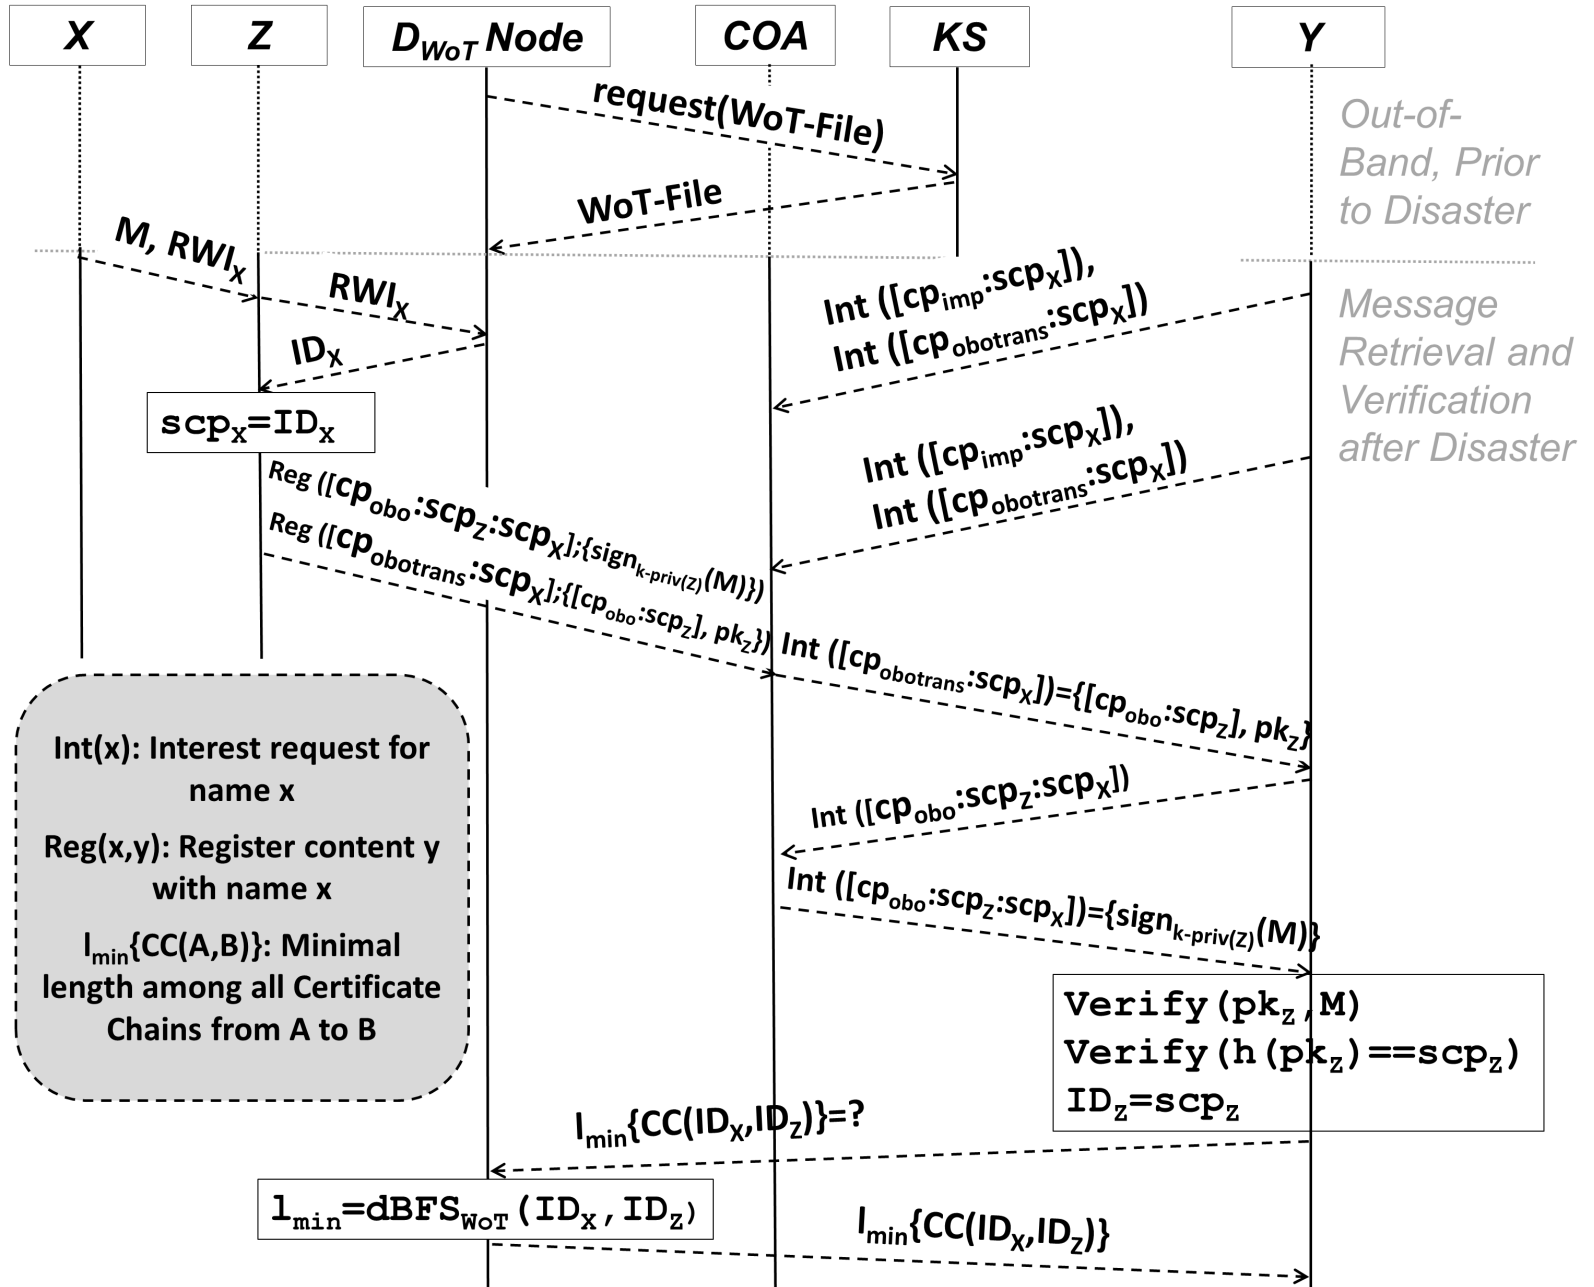 X
Z
D_WoT Node
COA
KS
Y
request(WoT-File)
WoT-File
Out-of-
Band, Prior
to Disaster
M, RWI_X
RWI_X
ID_X
scp_X=ID_X
Int ([cp_imp:scp_X]),
Int ([cp_obotrans:scp_X])
Message
Retrieval and
Verification
after Disaster
Int ([cp_imp:scp_X]),
Int ([cp_obotrans:scp_X])
Reg ([cp_obo:scp_Z:scp_X];{sign_k-priv(Z)(M)})
Reg ([cp_obotrans:scp_X];{[cp_obo:scp_Z], pk_Z})
Int ([cp_obotrans:scp_X])={[cp_obo:scp_Z], pk_Z}
Int ([cp_obo:scp_Z:scp_X])
Int ([cp_obo:scp_Z:scp_X])={sign_k-priv(Z)(M)}
Int(x): Interest request for
name x
Reg(x,y): Register content y
with name x
l_min{CC(A,B)}: Minimal
length among all Certificate
Chains from A to B
Verify(pk_Z,M)
Verify(h(pk_Z)==scp_Z)
ID_Z=scp_Z
l_min{CC(ID_X,ID_Z)}=?
l_min=dBFS_WoT(ID_X,ID_Z)
l_min{CC(ID_X,ID_Z)}